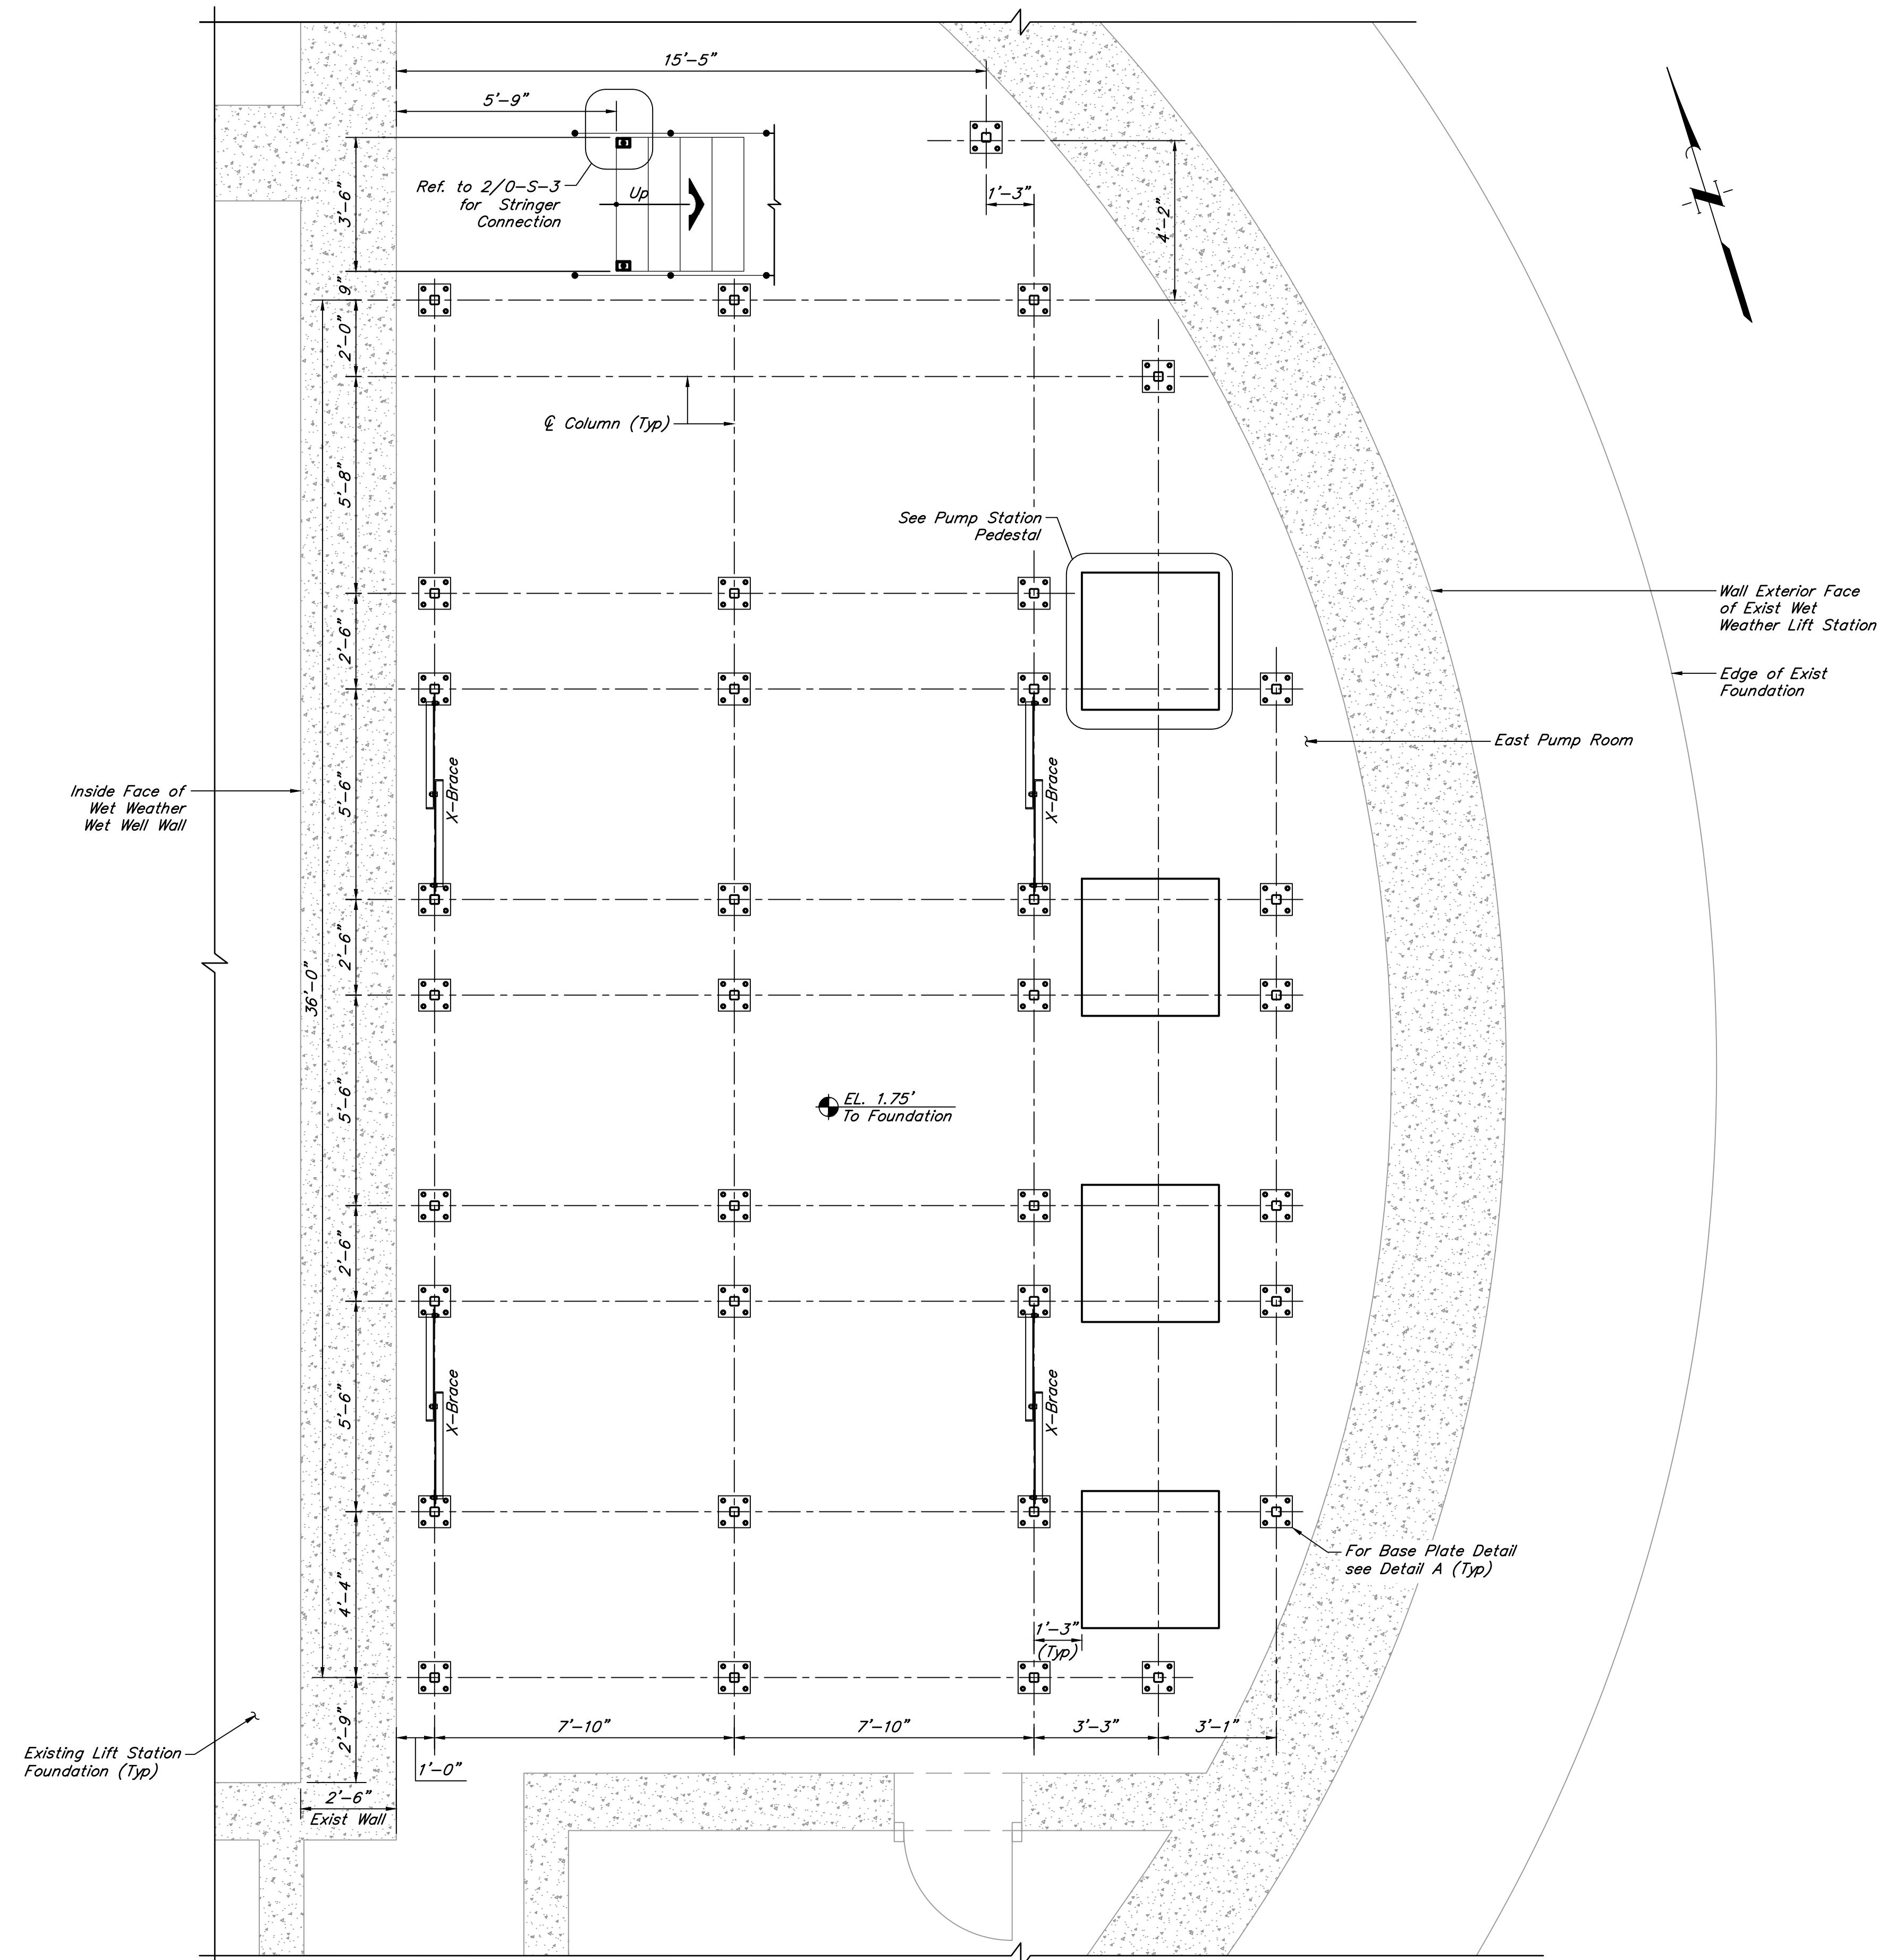 15'-5"
5'-9"
Ref. to 2/0-S-3
for Stringer
Connection
Up
3'-6"
1'-3"
4'-2"
9"
2'-0"
℄ Column (Typ)
5'-8"
See Pump Station
Pedestal
Wall Exterior Face
of Exist Wet
Weather Lift Station
2'-6"
Edge of Exist
Foundation
East Pump Room
Inside Face of
Wet Weather
Wet Well Wall
5'-6"
X-Brace
X-Brace
2'-6"
36'-0"
5'-6"
EL. 1.75'
To Foundation
2'-6"
5'-6"
X-Brace
X-Brace
For Base Plate Detail
see Detail A (Typ)
4'-4"
1'-3"
(Typ)
2'-9"
7'-10"
7'-10"
3'-3"
3'-1"
Existing Lift Station
Foundation (Typ)
1'-0"
2'-6"
Exist Wall